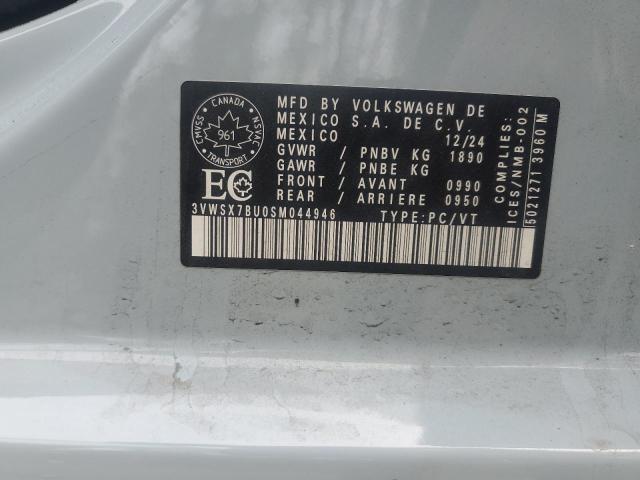 CANADA
CMVSS
NSVAC
961
TRANSPORT
EC
MFD BY VOLKSWAGEN DE
MEXICO S.A. DE C.V.
MEXICO 12/24
GVWR / PNBV KG 1890
GAWR / PNBE KG
FRONT / AVANT 0990
REAR / ARRIERE 0950
3VWSX7BU0SM044946 TYPE:PC/VT
COMPLIES:
ICES/NMB-002
5021271 3960 M